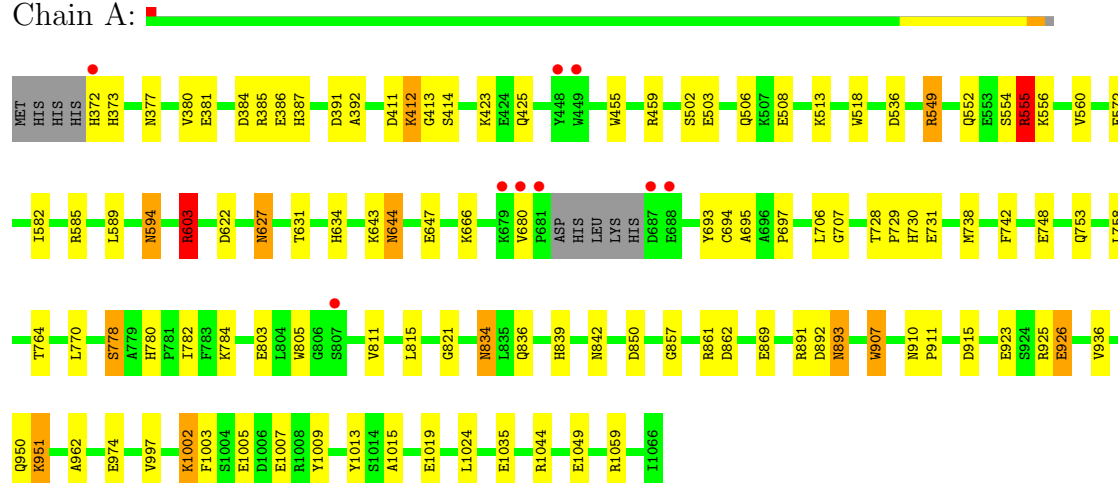 Chain A:
MET HIS HIS HIS H372 H373 N377 V380 E381 D384 R385 E386 H387 D391 A392 D411 K412 G413 S414 K423 E424 Q425 Y448 W449 W455 R459 S502 E503 Q506 K507 E508 K513 W518 D536 R549 Q552 E553 S554 R555 K556 V560
I582 R585 L589 N594 R603 D622 N627 T631 H634 K643 N644 E647 K666 K679 V680 P681 ASP HIS LEU LYS HIS D687 E688 Y693 C694 A695 A696 P697 L706 G707 T728 P729 H730 E731 M738 F742 E748 Q753
T764 L770 S778 A779 H780 P781 I782 F783 K784 E803 L804 W805 G806 S807 V811 L815 G821 N834 L835 Q836 H839 N842 D850 G857 R861 D862 E869 R891 D892 N893 W907 N910 P911 D915 E923 S924 R925 E926 V936
Q950 K951 A962 E974 V997 K1002 F1003 S1004 E1005 D1006 E1007 R1008 Y1009 Y1013 S1014 A1015 E1019 L1024 E1035 R1044 E1049 R1059 I1066